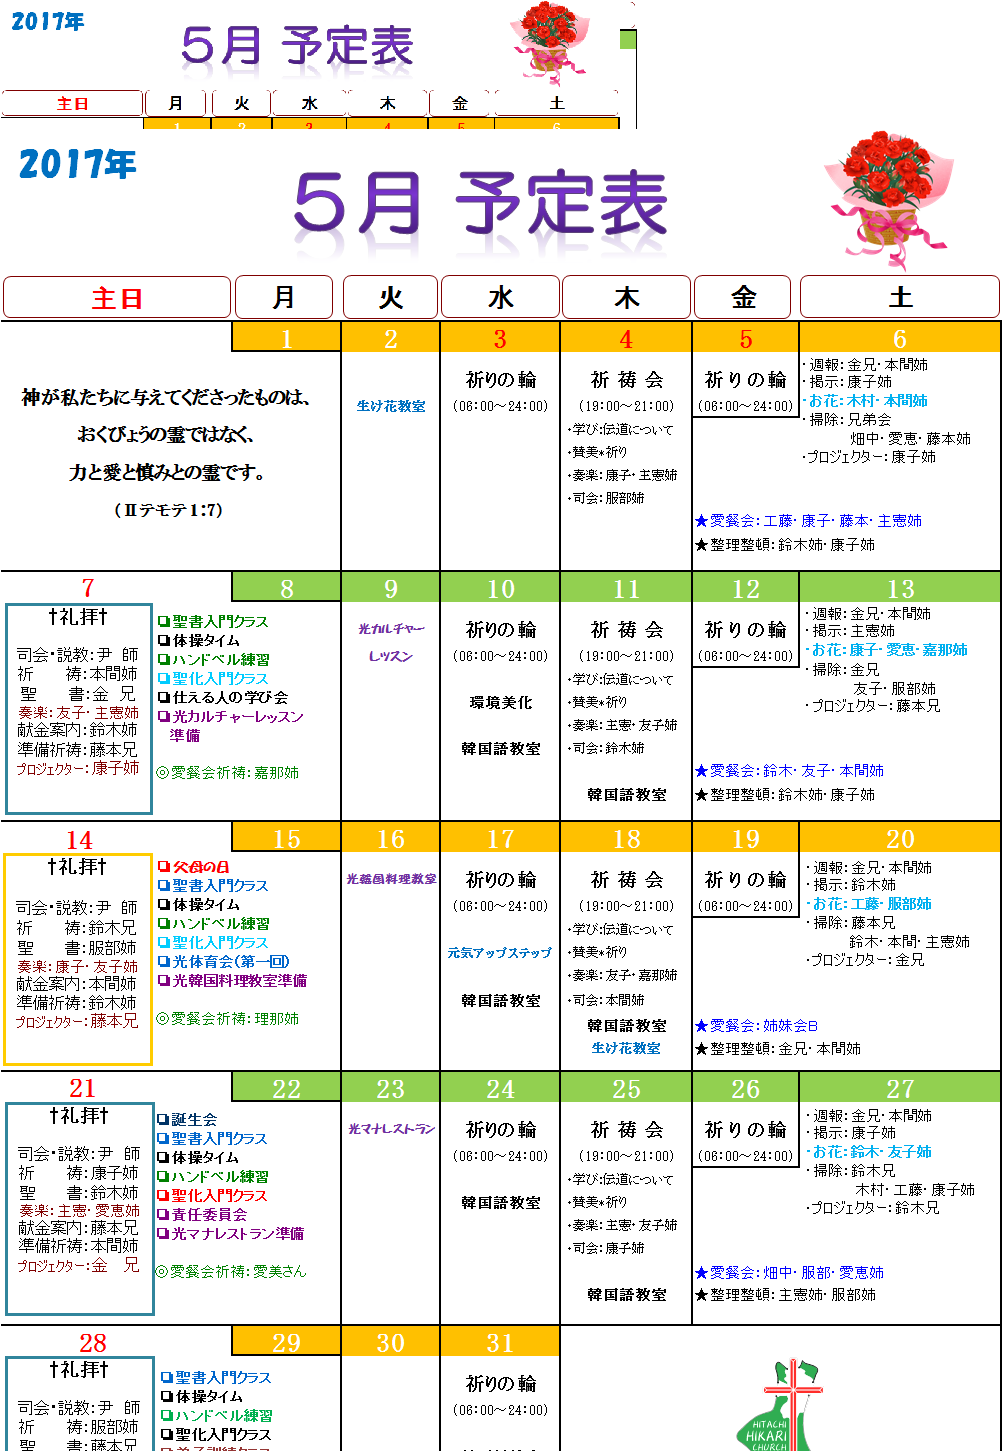 2017年
5月 予定表
主日 月 火 水 木 金 土
1 2 3 4 5 6
2017年
5月 予定表
主日 月 火 水 木 金 土
1 2 3 4 5 6
神が私たちに与えてくださったものは、
おくびょうの霊ではなく、
力と愛と慎みとの霊です。
(Ⅱテモテ1:7)
生け花教室
祈りの輪
(06:00~24:00)
祈 祷 会
(19:00~21:00)
・学び:伝道について
・賛美*祈り
・奏楽:康子・主憲姉
・司会:服部姉
祈りの輪
(06:00~24:00)
・週報:金兄・本間姉
・掲示:康子姉
・お花:木村・本間姉
・掃除:兄弟会
畑中・愛恵・藤本姉
・プロジェクター:康子姉
★愛餐会:工藤・康子・藤本・主憲姉
★整理整頓:鈴木姉・康子姉
7 8 9 10 11 12 13
†礼拝†
司会・説教:尹 師
祈 祷:本間姉
聖 書:金 兄
奏楽:友子・主憲姉
献金案内:鈴木姉
準備祈祷:藤本兄
プロジェクター:康子姉
❏聖書入門クラス
❏体操タイム
❏ハンドベル練習
❏聖化入門クラス
❏仕える人の学び会
❏光カルチャーレッスン
準備
◎愛餐会祈祷:嘉那姉
光カルチャー
レッスン
祈りの輪
(06:00~24:00)
環境美化
韓国語教室
祈 祷 会
(19:00~21:00)
・学び:伝道について
・賛美*祈り
・奏楽:主憲・友子姉
・司会:鈴木姉
韓国語教室
祈りの輪
(06:00~24:00)
・週報:金兄・本間姉
・掲示:主憲姉
・お花:康子・愛恵・嘉那姉
・掃除:金兄
友子・服部姉
・プロジェクター:藤本兄
★愛餐会:鈴木・友子・本間姉
★整理整頓:鈴木姉・康子姉
14 15 16 17 18 19 20
†礼拝†
司会・説教:尹 師
祈 祷:鈴木兄
聖 書:服部姉
奏楽:康子・友子姉
献金案内:本間姉
準備祈祷:鈴木姉
プロジェクター:藤本兄
❏父母の日
❏聖書入門クラス
❏体操タイム
❏ハンドベル練習
❏聖化入門クラス
❏光体育会(第一回)
❏光韓国料理教室準備
◎愛餐会祈祷:理那姉
光韓国料理教室
祈りの輪
(06:00~24:00)
元気アップステップ
韓国語教室
祈 祷 会
(19:00~21:00)
・学び:伝道について
・賛美*祈り
・奏楽:友子・嘉那姉
・司会:本間姉
韓国語教室
生け花教室
祈りの輪
(06:00~24:00)
・週報:金兄・本間姉
・掲示:鈴木姉
・お花:工藤・服部姉
・掃除:藤本兄
鈴木・本間・主憲姉
・プロジェクター:金兄
★愛餐会:姉妹会B
★整理整頓:金兄・本間姉
21 22 23 24 25 26 27
†礼拝†
司会・説教:尹 師
祈 祷:康子姉
聖 書:鈴木姉
奏楽:主憲・愛恵姉
献金案内:藤本兄
準備祈祷:本間姉
プロジェクター:金 兄
❏誕生会
❏聖書入門クラス
❏体操タイム
❏ハンドベル練習
❏聖化入門クラス
❏責任委員会
❏光マナレストラン準備
◎愛餐会祈祷:愛美さん
光マナレストラン
祈りの輪
(06:00~24:00)
韓国語教室
祈 祷 会
(19:00~21:00)
・学び:伝道について
・賛美*祈り
・奏楽:主憲・友子姉
・司会:康子姉
韓国語教室
祈りの輪
(06:00~24:00)
・週報:金兄・本間姉
・掲示:康子姉
・お花:鈴木・友子姉
・掃除:鈴木兄
木村・工藤・康子姉
・プロジェクター:鈴木兄
★愛餐会:畑中・服部・愛恵姉
★整理整頓:主憲姉・服部姉
28 29 30 31
†礼拝†
司会・説教:尹 師
祈 祷:服部姉
聖 書:藤本兄
❏聖書入門クラス
❏体操タイム
❏ハンドベル練習
❏聖化入門クラス
祈りの輪
(06:00~24:00)
HITACHI
HIKARI
CHURCH